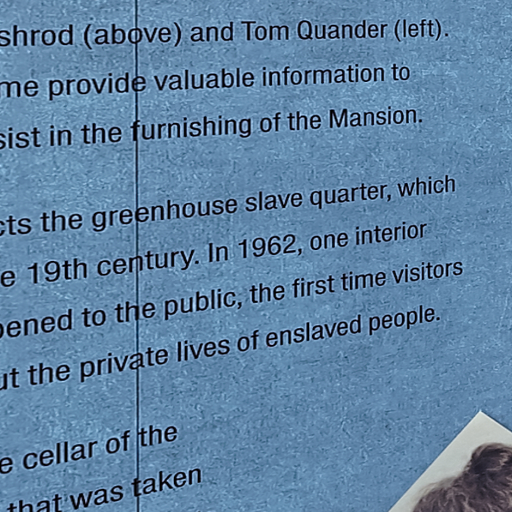 shrod (above) and Tom Quander (left).
me provide valuable information to
sist in the furnishing of the Mansion.
cts the greenhouse slave quarter, which
e 19th century. In 1962, one interior
pened to the public, the first time visitors
ut the private lives of enslaved people.
e cellar of the
that was taken